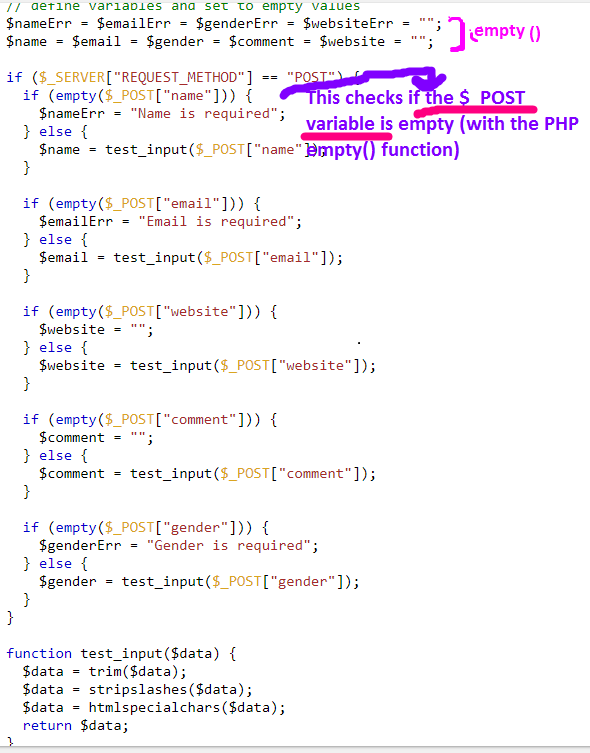 // define variables and set to empty values
$nameErr = $emailErr = $genderErr = $websiteErr = "";
empty ()
$name = $email = $gender = $comment = $website = "";
if ($_SERVER["REQUEST_METHOD"] == "POST") {
if (empty($_POST["name"])) {
This checks if the $_POST
$nameErr = "Name is required";
variable is empty (with the PHP
} else {
$name = test_input($_POST["name"]);
empty() function)
}
if (empty($_POST["email"])) {
$emailErr = "Email is required";
} else {
$email = test_input($_POST["email"]);
}
if (empty($_POST["website"])) {
$website = "";
} else {
$website = test_input($_POST["website"]);
}
if (empty($_POST["comment"])) {
$comment = "";
} else {
$comment = test_input($_POST["comment"]);
}
if (empty($_POST["gender"])) {
$genderErr = "Gender is required";
} else {
$gender = test_input($_POST["gender"]);
}
}
function test_input($data) {
$data = trim($data);
$data = stripslashes($data);
$data = htmlspecialchars($data);
return $data;
}